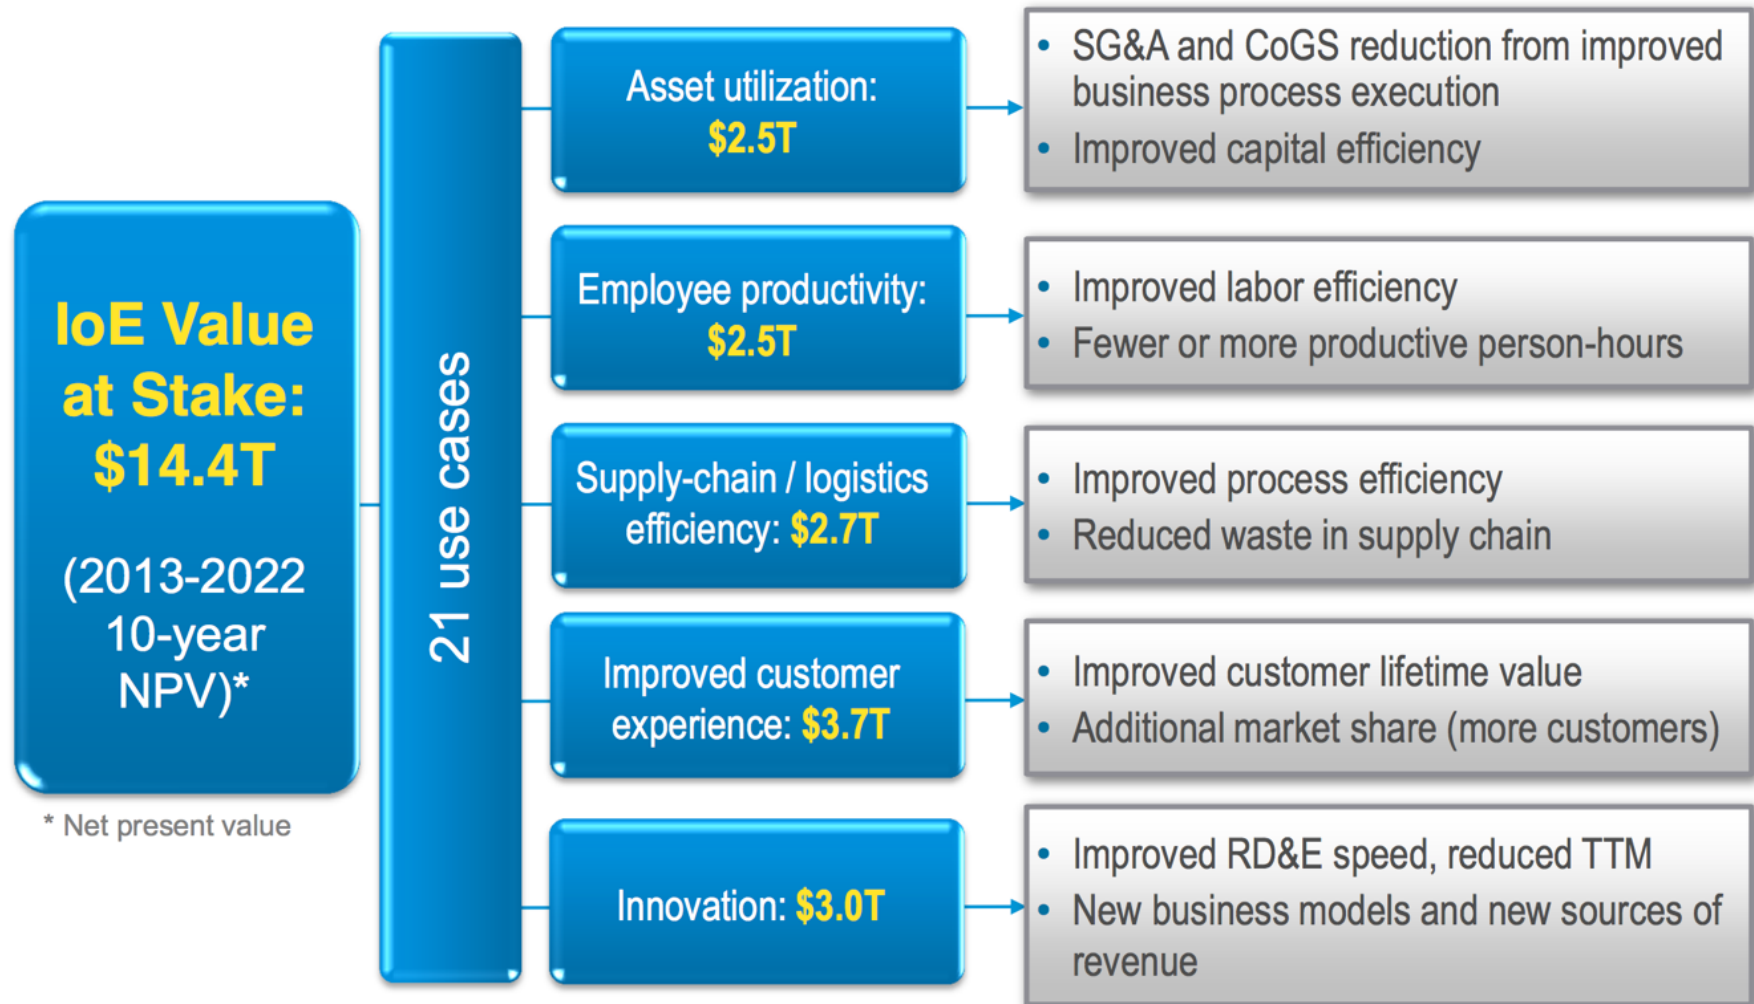 IoE Value
at Stake:
$14.4T
(2013-2022
10-year
NPV)*
* Net present value
21 use cases
Asset utilization:
$2.5T
• SG&A and CoGS reduction from improved
business process execution
• Improved capital efficiency
Employee productivity:
$2.5T
• Improved labor efficiency
• Fewer or more productive person-hours
Supply-chain / logistics
efficiency: $2.7T
• Improved process efficiency
• Reduced waste in supply chain
Improved customer
experience: $3.7T
• Improved customer lifetime value
• Additional market share (more customers)
Innovation: $3.0T
• Improved RD&E speed, reduced TTM
• New business models and new sources of
revenue